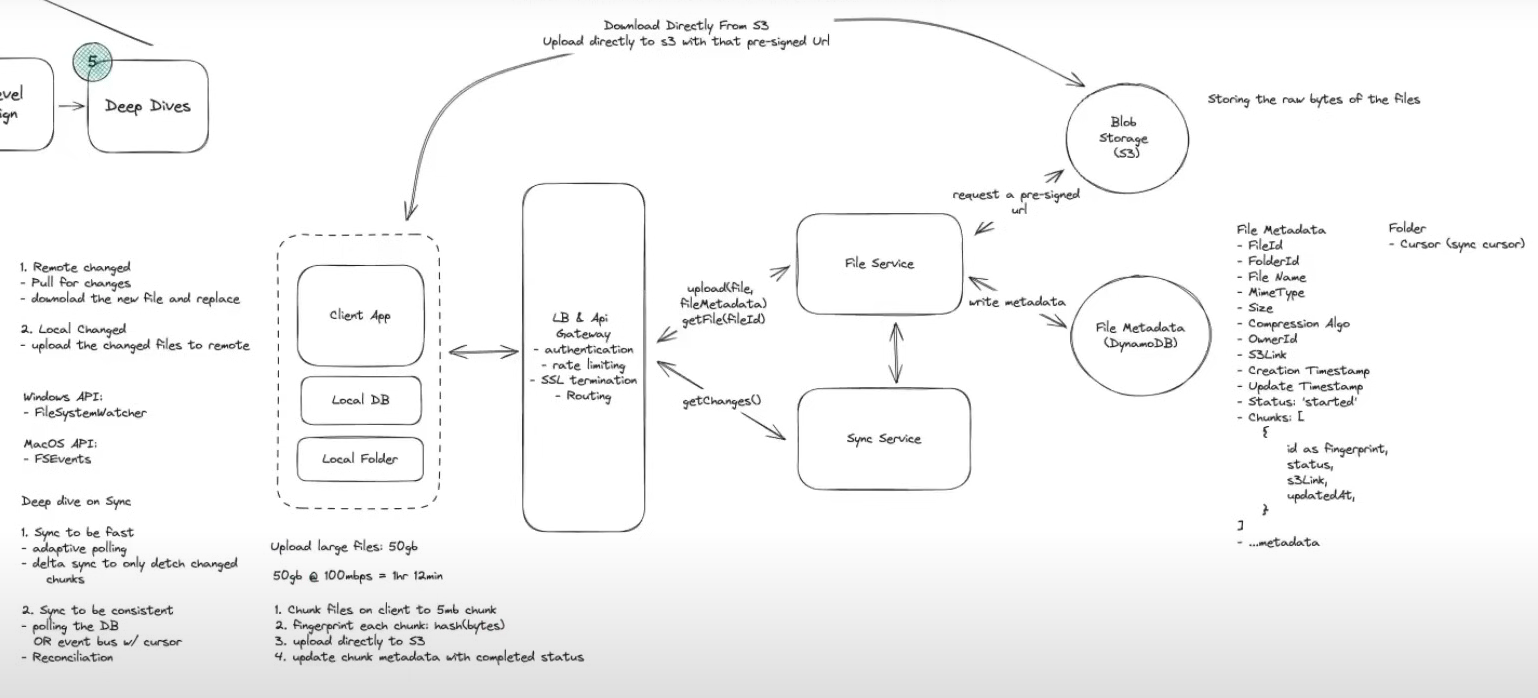 Download Directly From S3
Upload directly to s3 with that pre-signed Url
5
evel
ign
Deep Dives
Blob
Storage
(S3)
Storing the raw bytes of the files
request a pre-signed
url
1. Remote changed
- Pull for changes
- downolad the new file and replace
2. Local Changed
- upload the changed files to remote
Windows API:
- FileSystemWatcher
MacOS API:
- FSEvents
Deep dive on Sync
1. Sync to be fast
- adaptive polling
- delta sync to only detch changed
chunks
2. Sync to be consistent
- polling the DB
OR event bus w/ cursor
- Reconciliation
Client App
Local DB
Local Folder
Upload large files: 50gb
50gb @ 100mbps = 1hr 12min
1. Chunk files on client to 5mb chunk
2. fingerprint each chunk: hash(bytes)
3. upload directly to S3
4. update chunk metadata with completed status
LB & Api
Gateway
- authentication
- rate limiting
- SSL termination
- Routing
upload(file,
fileMetadata)
getFile(fileId)
getChanges()
File Service
Sync Service
write metadata
File Metadata
(DynamoDB)
File Metadata
- FileId
- FolderId
- File Name
- MimeType
- Size
- Compression Algo
- OwnerId
- S3Link
- Creation Timestamp
- Update Timestamp
- Status: 'started'
- Chunks: [
{
id as fingerprint,
status,
s3Link,
updatedAt,
}
]
- ...metadata
Folder
- Cursor (sync cursor)